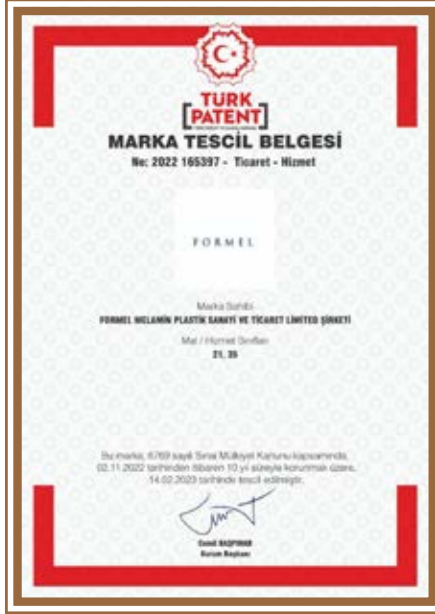 TÜRK
PATENT
MARKA TESCİL BELGESİ
No: 2022 165397 - Ticaret - Hizmet
FORMEL
Marka Sahibi
FORMEL MELAMİN PLASTİK SANAYİ VE TİCARET LİMİTED ŞİRKETİ
Mal / Hizmet Sınıfları
21, 35
Bu marka, 6769 sayılı Sınai Mülkiyet Kanunu kapsamında,
02.11.2022 tarihinden itibaren 10 yıl süreyle korunmak üzere,
14.02.2023 tarihinde tescil edilmiştir.
Cemil BAŞPINAR
Kurum Başkanı